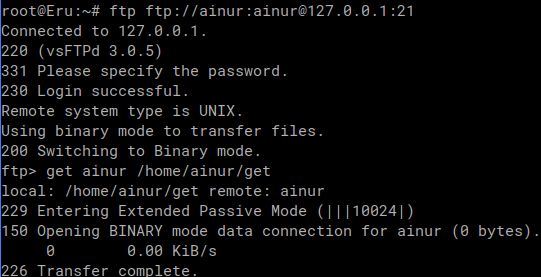 root@Eru:~# ftp ftp://ainur:ainur@127.0.0.1:21
Connected to 127.0.0.1.
220 (vsFTPd 3.0.5)
331 Please specify the password.
230 Login successful.
Remote system type is UNIX.
Using binary mode to transfer files.
200 Switching to Binary mode.
ftp> get ainur /home/ainur/get
local: /home/ainur/get remote: ainur
229 Entering Extended Passive Mode (|||10024|)
150 Opening BINARY mode data connection for ainur (0 bytes).
     0        0.00 KiB/s
226 Transfer complete.